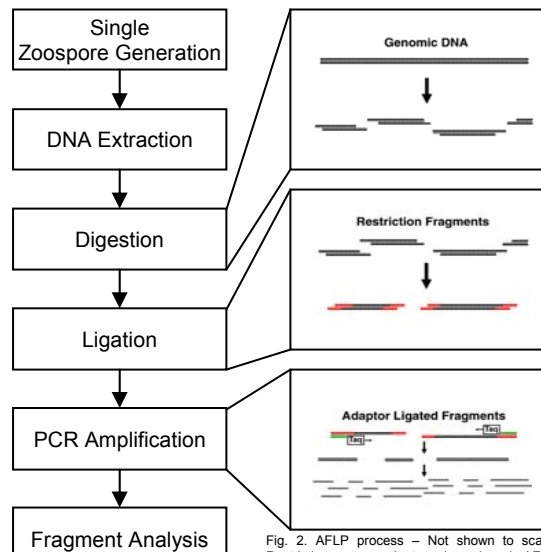 Single
Zoospore Generation
DNA Extraction
Digestion
Ligation
PCR Amplification
Fragment Analysis
Genomic DNA
Restriction Fragments
Adaptor Ligated Fragments
Taq
Taq
Fig. 2. AFLP process – Not shown to sca